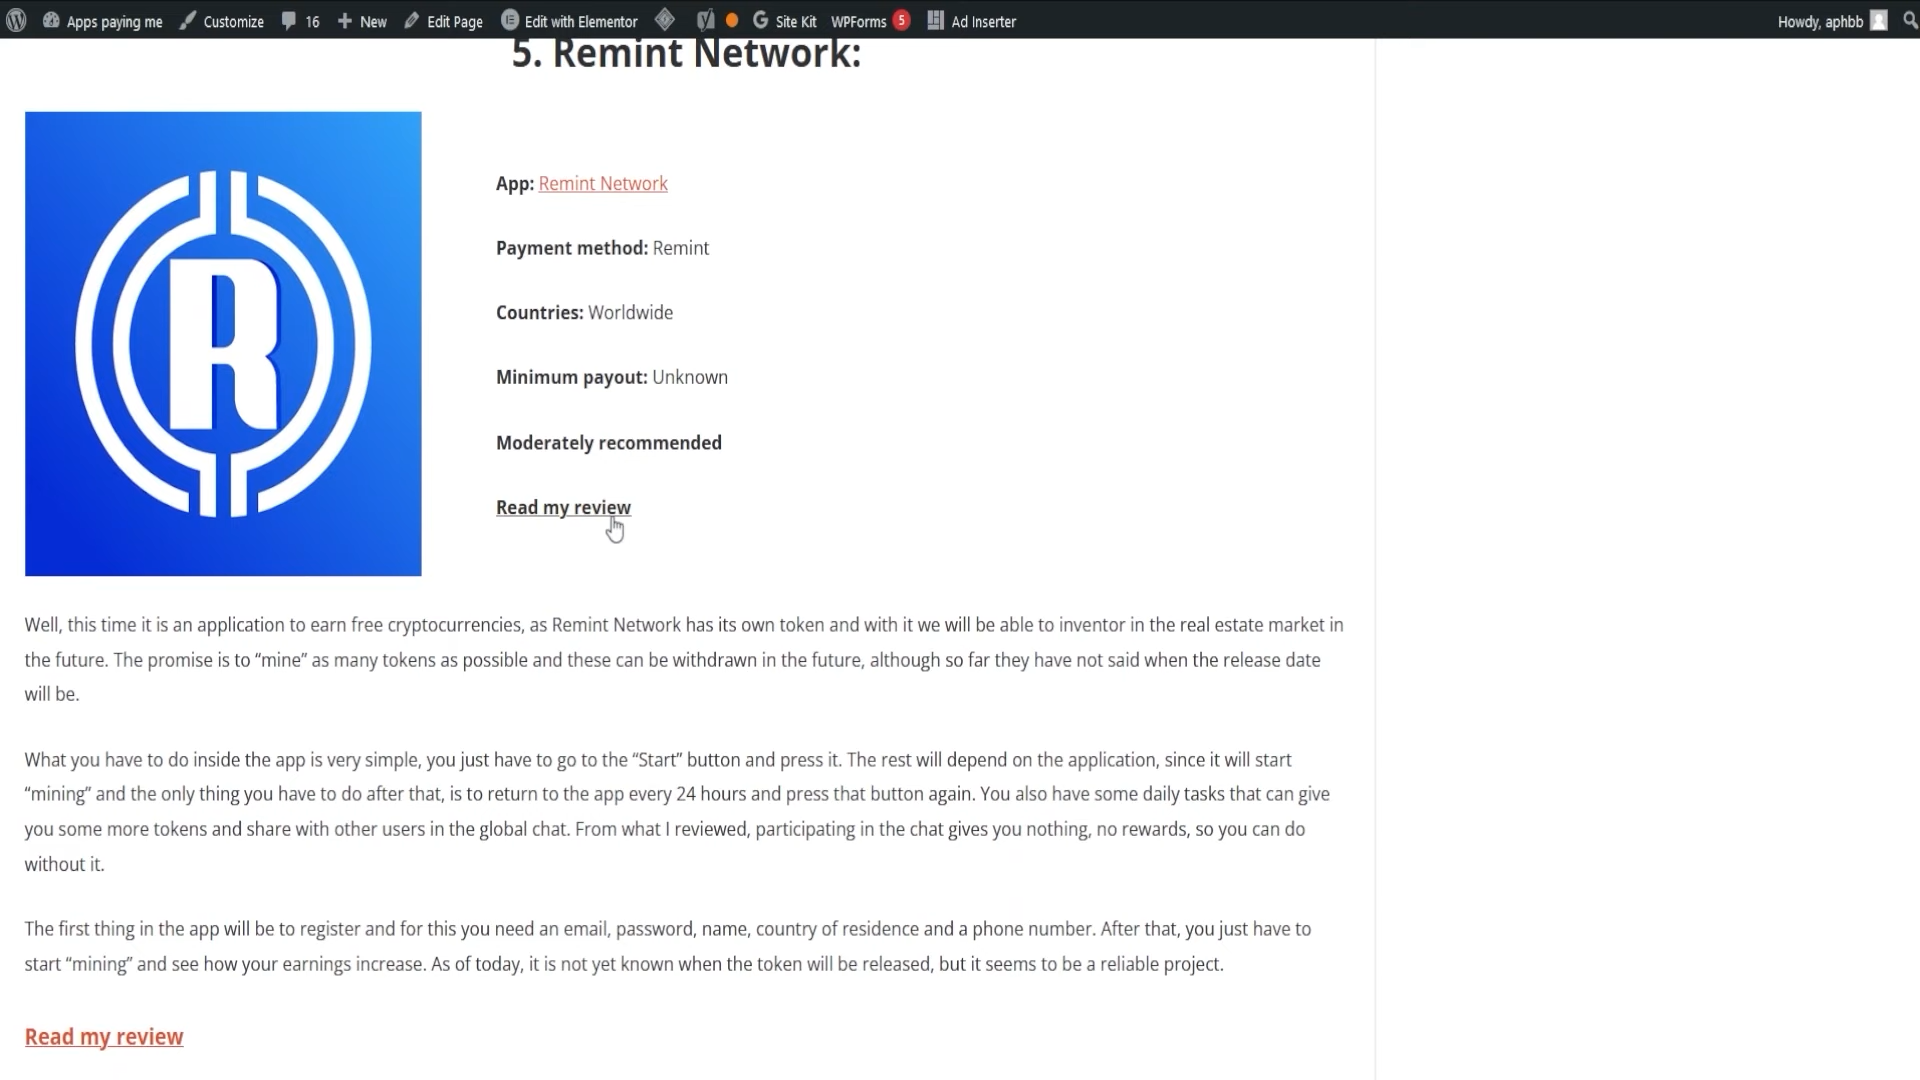 Apps paying me Customize 16 New Edit Page Edit with Elementor Site Kit WPForms 5 Ad Inserter Howdy, aphbb
5. Remint Network:
R
App: Remint Network
Payment method: Remint
Countries: Worldwide
Minimum payout: Unknown
Moderately recommended
Read my review
Well, this time it is an application to earn free cryptocurrencies, as Remint Network has its own token and with it we will be able to inventor in the real estate market in
the future. The promise is to “mine” as many tokens as possible and these can be withdrawn in the future, although so far they have not said when the release date
will be.
What you have to do inside the app is very simple, you just have to go to the “Start” button and press it. The rest will depend on the application, since it will start
“mining” and the only thing you have to do after that, is to return to the app every 24 hours and press that button again. You also have some daily tasks that can give
you some more tokens and share with other users in the global chat. From what I reviewed, participating in the chat gives you nothing, no rewards, so you can do
without it.
The first thing in the app will be to register and for this you need an email, password, name, country of residence and a phone number. After that, you just have to
start “mining” and see how your earnings increase. As of today, it is not yet known when the token will be released, but it seems to be a reliable project.
Read my review